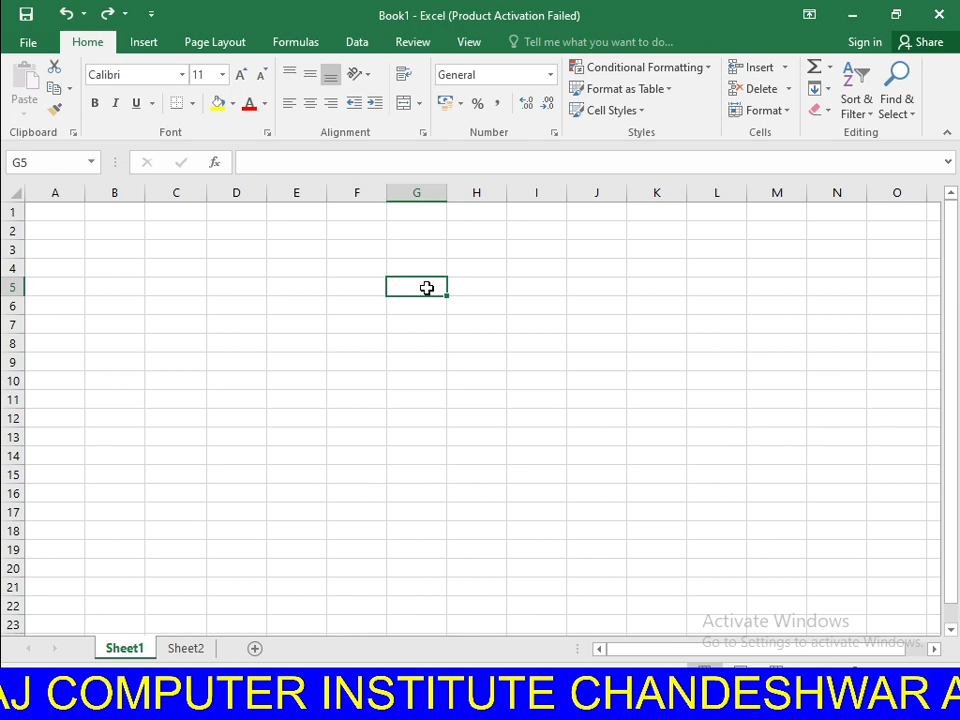 Book1 - Excel (Product Activation Failed)
File Home Insert Page Layout Formulas Data Review View Tell me what you want to do... Sign in Share
Paste
Calibri 11
B I U
General
% ,
Conditional Formatting
Format as Table
Cell Styles
Insert
Delete
Format
Sort & Filter
Find & Select
Clipboard Font Alignment Number Styles Cells Editing
G5 fx
A B C D E F G H I J K L M N O
1
2
3
4
5
6
7
8
9
10
11
12
13
14
15
16
17
18
19
20
21
22
23
Activate Windows
Go to Settings to activate Windows.
Sheet1 Sheet2
AJ COMPUTER INSTITUTE CHANDESHWAR A